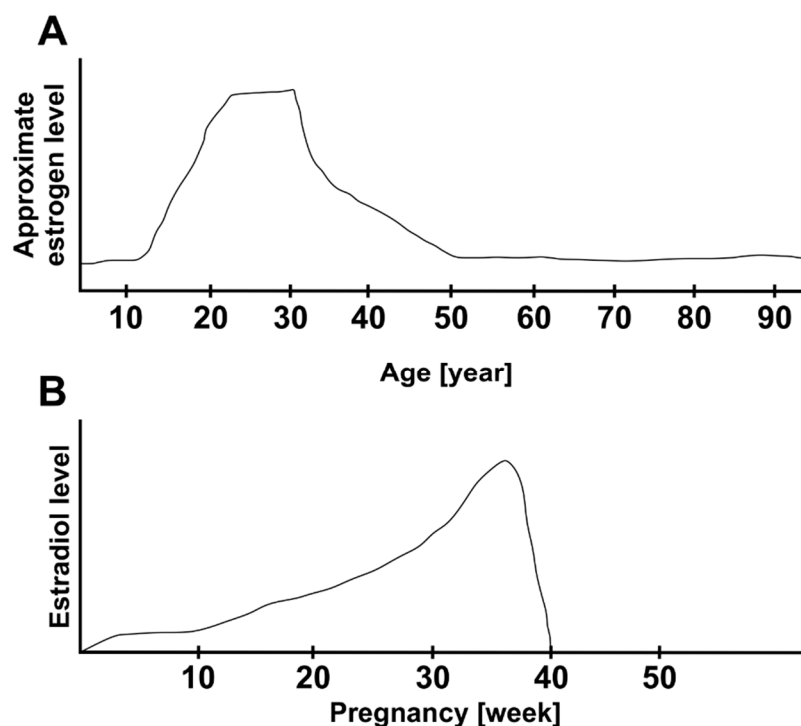 A
Approximate
estrogen level
10 20 30 40 50 60 70 80 90
Age [year]
B
Estradiol level
10 20 30 40 50
Pregnancy [week]